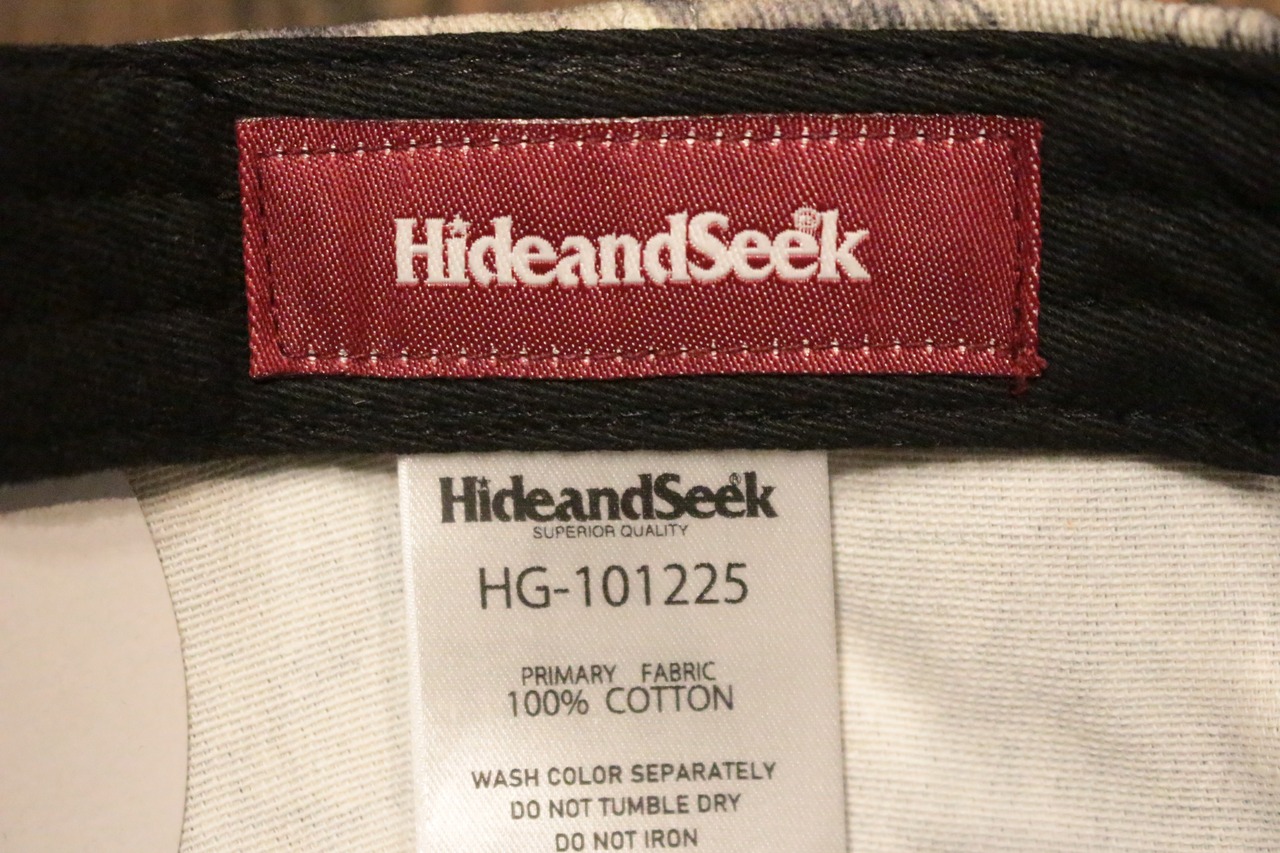 HideandSeek
HideandSeek
SUPERIOR QUALITY
HG-101225
PRIMARY FABRIC
100% COTTON
WASH COLOR SEPARATELY
DO NOT TUMBLE DRY
DO NOT IRON